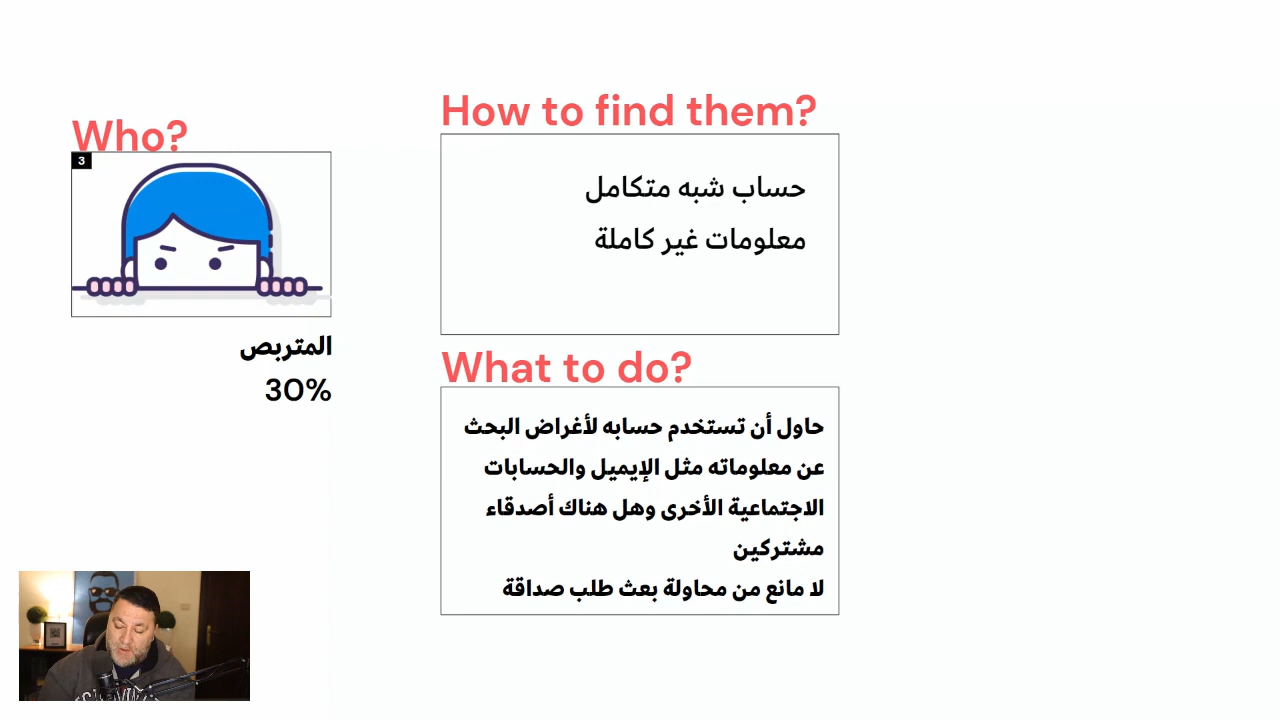 Who?
3
المتربص
30%
How to find them?
حساب شبه متكامل
معلومات غير كاملة
What to do?
حاول أن تستخدم حسابه لأغراض البحث
عن معلوماته مثل الإيميل والحسابات
الاجتماعية الأخرى وهل هناك أصدقاء
مشتركين
لا مانع من محاولة بعث طلب صداقة